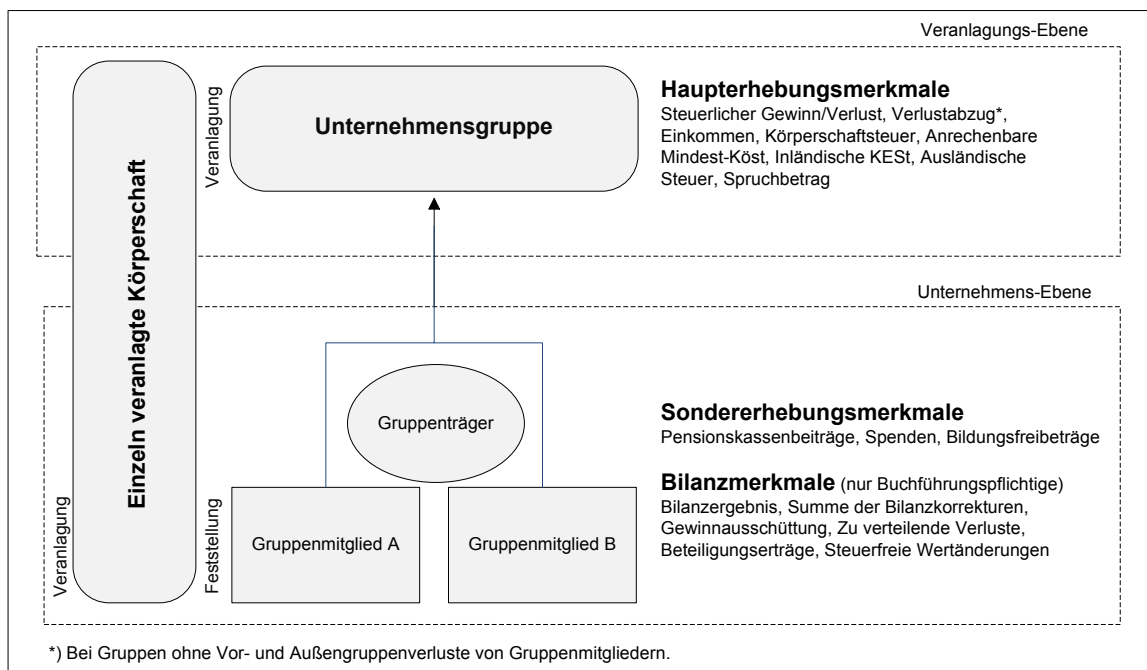 Veranlagungs-Ebene
Einzeln veranlagte Körperschaft
Veranlagung
Unternehmensgruppe
Haupterhebungsmerkmale
Steuerlicher Gewinn/Verlust, Verlustabzug*,
Einkommen, Körperschaftsteuer, Anrechenbare
Mindest-Köst, Inländische KESt, Ausländische
Steuer, Spruchbetrag
Unternehmens-Ebene
Veranlagung
Feststellung
Gruppenträger
Gruppenmitglied A
Gruppenmitglied B
Sondererhebungsmerkmale
Pensionskassenbeiträge, Spenden, Bildungsfreibeträge
Bilanzmerkmale (nur Buchführungspflichtige)
Bilanzergebnis, Summe der Bilanzkorrekturen,
Gewinnausschüttung, Zu verteilende Verluste,
Beteiligungserträge, Steuerfreie Wertänderungen
*) Bei Gruppen ohne Vor- und Außengruppenverluste von Gruppenmitgliedern.